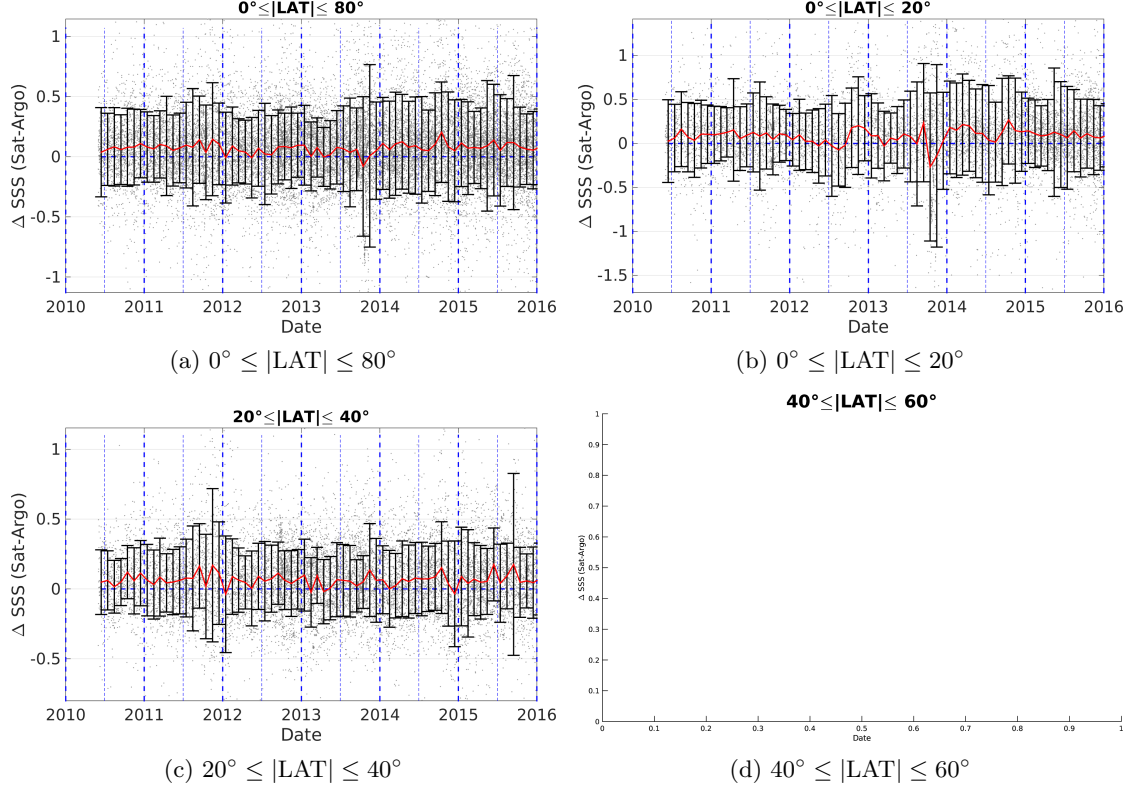 0°≤|LAT|≤ 80°
1
0.5
0
-0.5
-1
Δ SSS (Sat-Argo)
2010 2011 2012 2013 2014 2015 2016
Date
(a) 0° ≤ |LAT| ≤ 80°
0°≤|LAT|≤ 20°
1
0.5
0
-0.5
-1
-1.5
Δ SSS (Sat-Argo)
2010 2011 2012 2013 2014 2015 2016
Date
(b) 0° ≤ |LAT| ≤ 20°
20°≤|LAT|≤ 40°
1
0.5
0
-0.5
Δ SSS (Sat-Argo)
2010 2011 2012 2013 2014 2015 2016
Date
(c) 20° ≤ |LAT| ≤ 40°
40°≤|LAT|≤ 60°
1
0.9
0.8
0.7
0.6
0.5
0.4
0.3
0.2
0.1
0
Δ SSS (Sat-Argo)
0 0.1 0.2 0.3 0.4 0.5 0.6 0.7 0.8 0.9 1
Date
(d) 40° ≤ |LAT| ≤ 60°